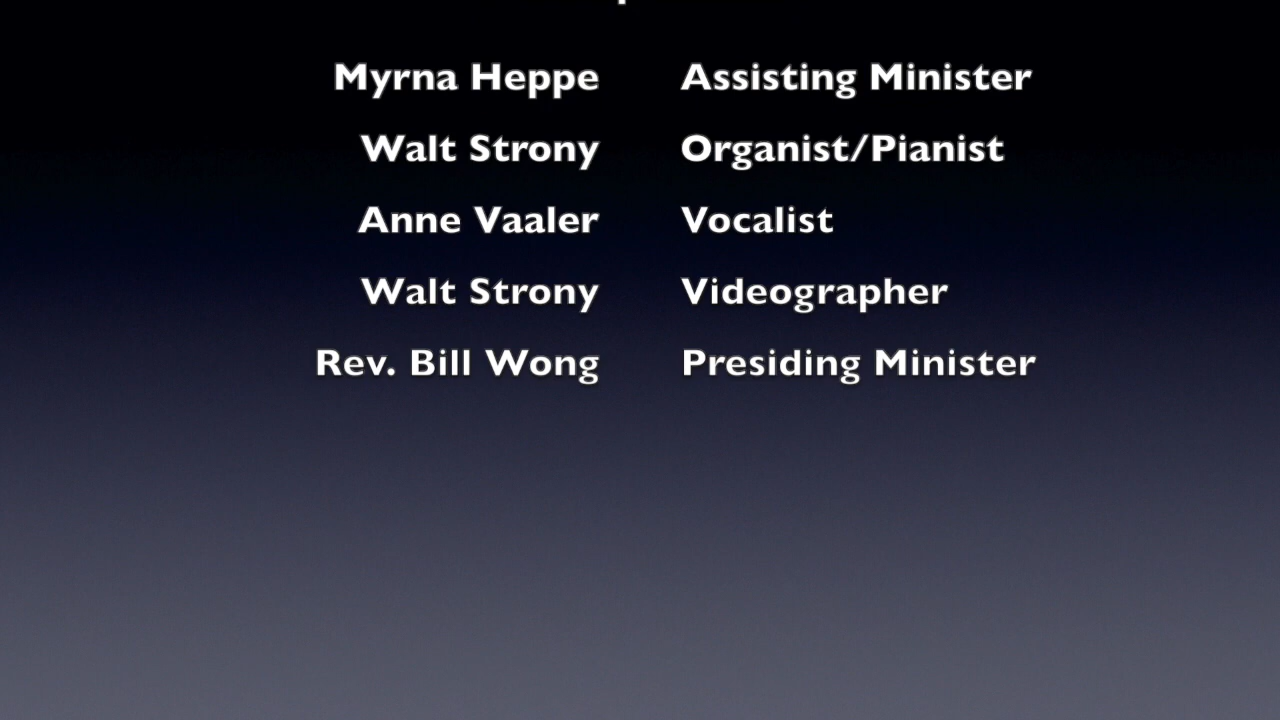 Myrna Heppe Assisting Minister
Walt Strony Organist/Pianist
Anne Vaaler Vocalist
Walt Strony Videographer
Rev. Bill Wong Presiding Minister